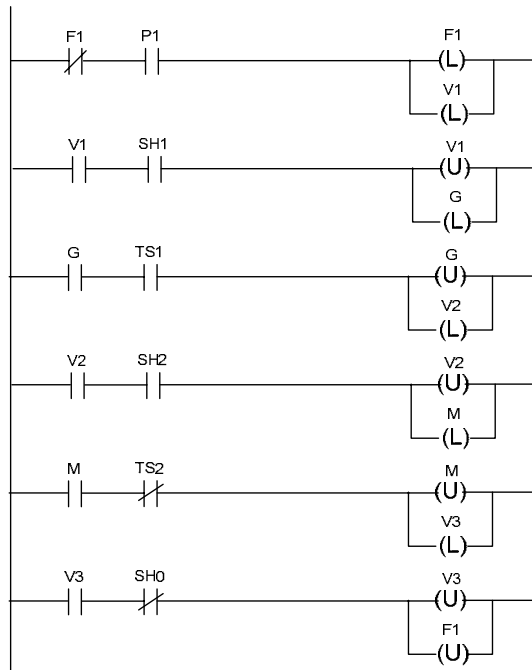 F1 P1 F1
(L)
V1
(L)
V1 SH1 V1
(U)
G
(L)
G TS1 G
(U)
V2
(L)
V2 SH2 V2
(U)
M
(L)
M TS2 M
(U)
V3
(L)
V3 SH0 V3
(U)
F1
(U)